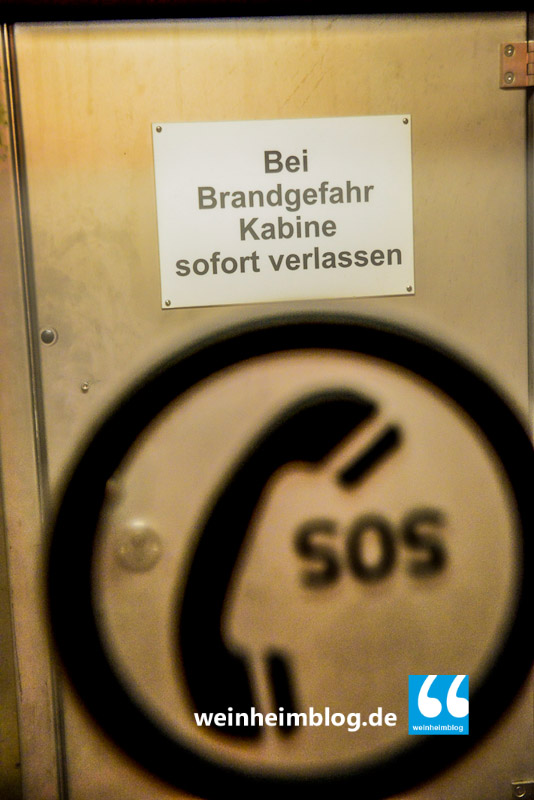 Bei
Brandgefahr
Kabine
sofort verlassen
SOS
weinheimblog.de
weinheimblog